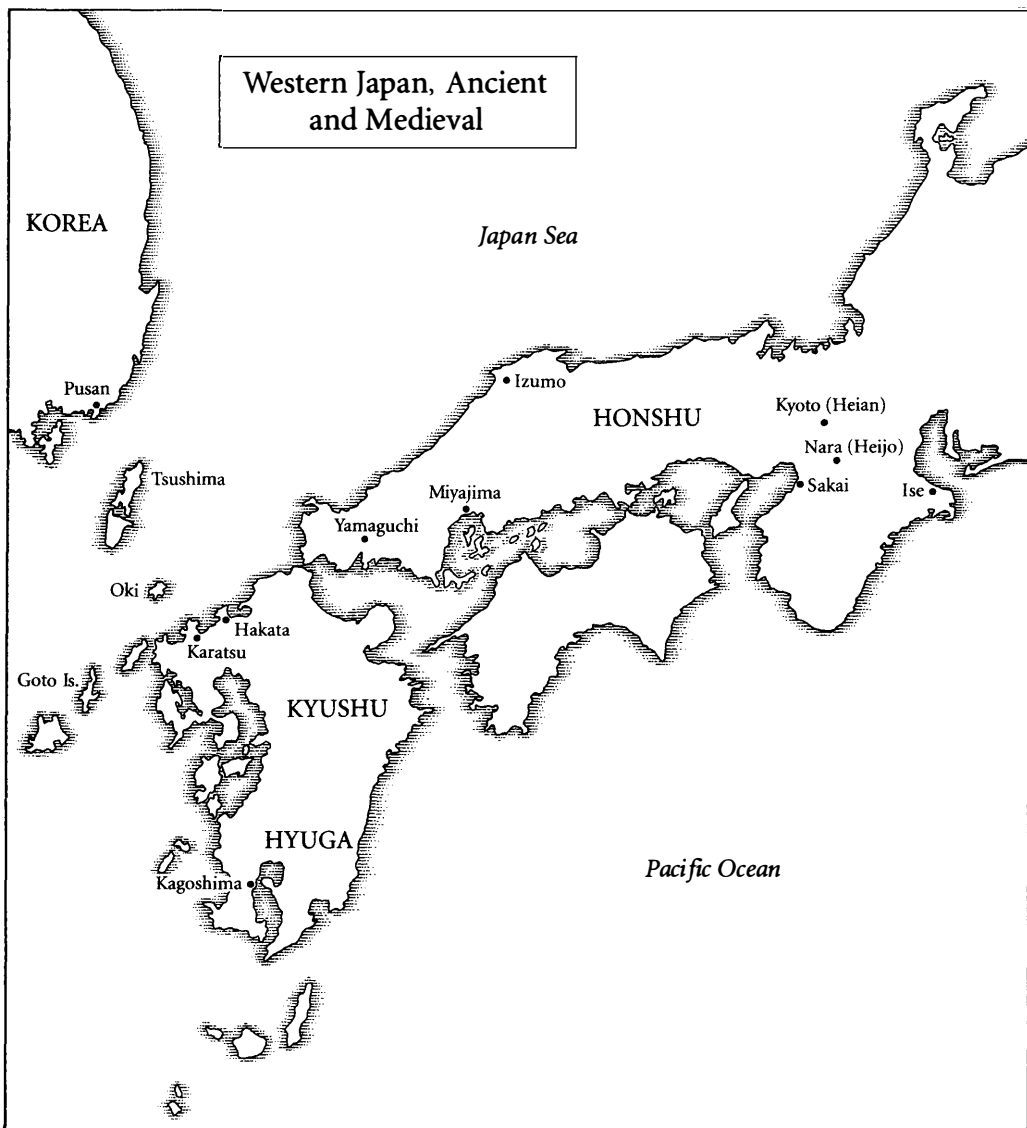 Western Japan, Ancient
and Medieval
KOREA
Japan Sea
Pusan
Izumo
HONSHU
Kyoto (Heian)
Nara (Heijo)
Tsushima
Sakai
Ise
Miyajima
Yamaguchi
Oki
Hakata
Karatsu
Goto Is.
KYUSHU
HYUGA
Pacific Ocean
Kagoshima